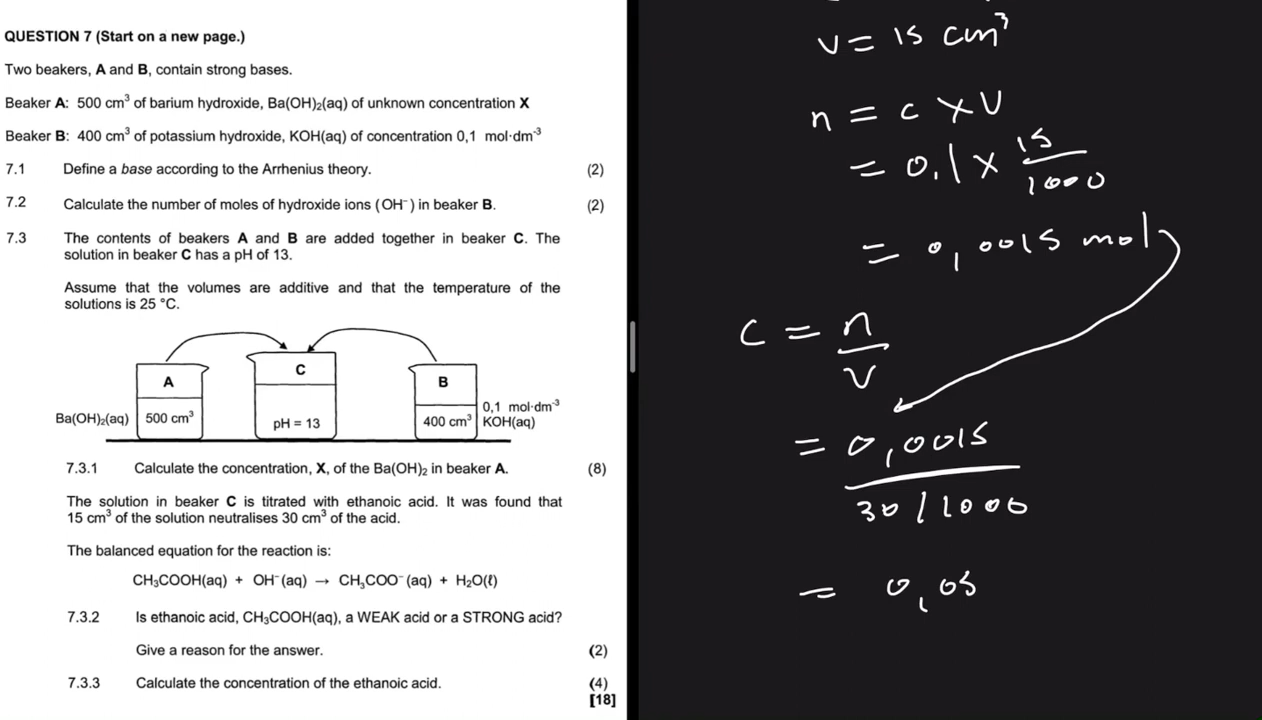 QUESTION 7 (Start on a new page.)
Two beakers, A and B, contain strong bases.
Beaker A: 500 cm³ of barium hydroxide, Ba(OH)₂(aq) of unknown concentration X
Beaker B: 400 cm³ of potassium hydroxide, KOH(aq) of concentration 0,1 mol·dm⁻³
7.1 Define a base according to the Arrhenius theory. (2)
7.2 Calculate the number of moles of hydroxide ions (OH⁻) in beaker B. (2)
7.3 The contents of beakers A and B are added together in beaker C. The
solution in beaker C has a pH of 13.
Assume that the volumes are additive and that the temperature of the
solutions is 25 °C.
A
C
B
Ba(OH)₂(aq)
500 cm³
pH = 13
400 cm³
0,1 mol·dm⁻³
KOH(aq)
7.3.1 Calculate the concentration, X, of the Ba(OH)₂ in beaker A. (8)
The solution in beaker C is titrated with ethanoic acid. It was found that
15 cm³ of the solution neutralises 30 cm³ of the acid.
The balanced equation for the reaction is:
CH₃COOH(aq) + OH⁻(aq) → CH₃COO⁻(aq) + H₂O(ℓ)
7.3.2 Is ethanoic acid, CH₃COOH(aq), a WEAK acid or a STRONG acid?
Give a reason for the answer. (2)
7.3.3 Calculate the concentration of the ethanoic acid. (4)
[18]
V = 15 cm³
n = c × V
= 0,1 × 15
1000
= 0,0015 mol
c = n
V
= 0,0015
30/1000
= 0,05